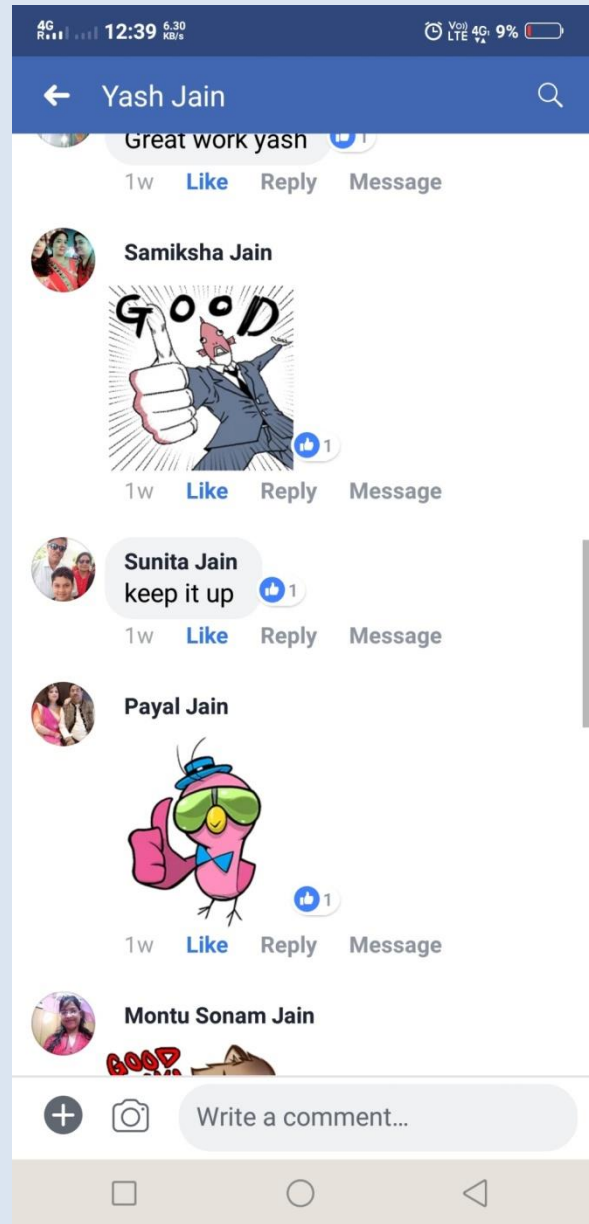 4G R 12:39 6.30 KB/s Vo) LTE 4G 9%
Yash Jain
Great work yash 1
1w Like Reply Message
Samiksha Jain
GOOD
1
1w Like Reply Message
Sunita Jain
keep it up 1
1w Like Reply Message
Payal Jain
1
1w Like Reply Message
Montu Sonam Jain
GOOD
Write a comment...